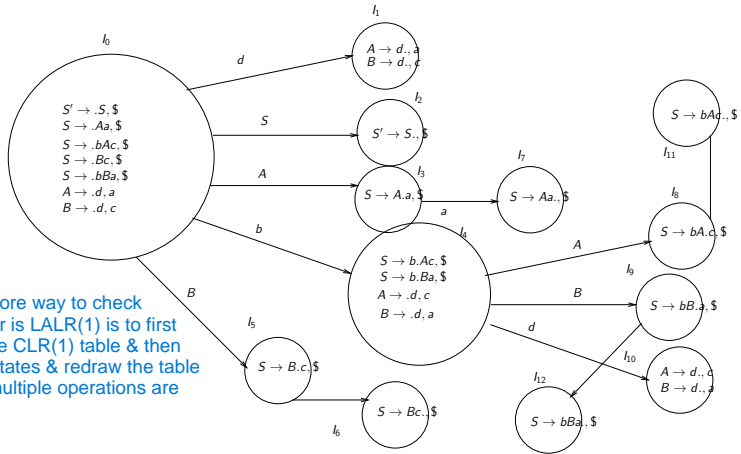 I₀
S′ → .S, $
S → .Aa, $
S → .bAc, $
S → .Bc, $
S → .bBa, $
A → .d, a
B → .d, c
d
S
A
b
B
I₁
A → d., a
B → d., c
I₂
S′ → S., $
I₃
S → A.a, $
a
I₇
S → Aa., $
I₄
S → b.Ac, $
S → b.Ba, $
A → .d, c
B → .d, a
A
B
d
I₁₁
S → bAc., $
I₈
S → bA.c, $
I₉
S → bB.a, $
I₁₀
A → d., c
B → d., a
I₁₂
S → bBa., $
I₅
S → B.c, $
I₆
S → Bc., $
ore way to check
r is LALR(1) is to first
e CLR(1) table & then
tates & redraw the table
nultiple operations are